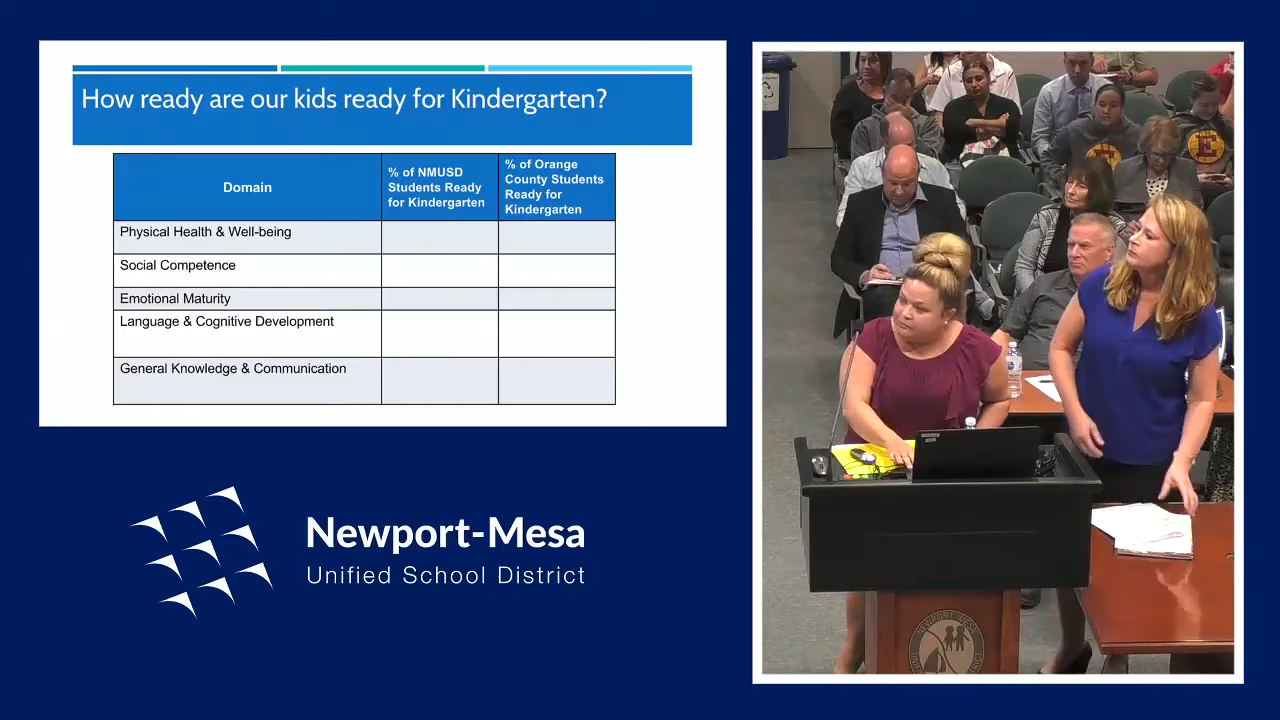 How ready are our kids ready for Kindergarten?
Domain
% of NMUSD
Students Ready
for Kindergarten
% of Orange
County Students
Ready for
Kindergarten
Physical Health & Well-being
Social Competence
Emotional Maturity
Language & Cognitive Development
General Knowledge & Communication
Newport-Mesa
Unified School District
E
NEWPORT-MESA